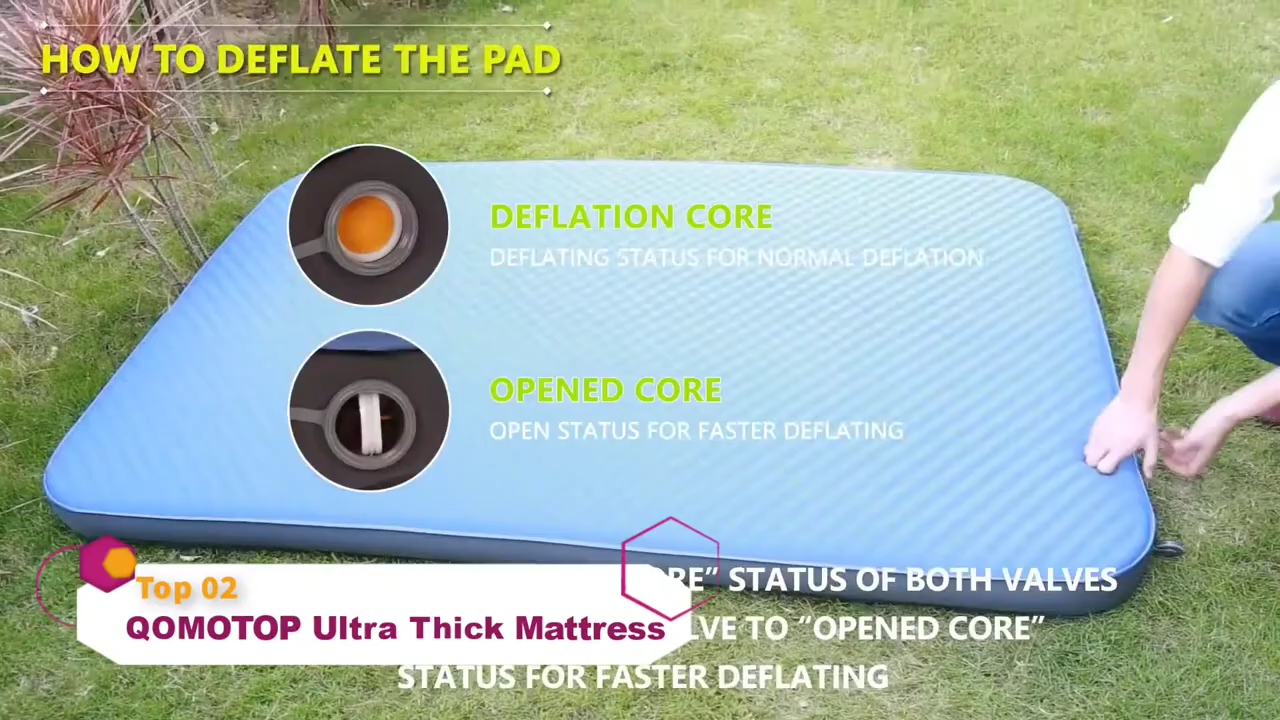 HOW TO DEFLATE THE PAD
DEFLATION CORE
DEFLATING STATUS FOR NORMAL DEFLATION
OPENED CORE
OPEN STATUS FOR FASTER DEFLATING
STATUS OF BOTH VALVES
Top 02
QOMOTOP Ultra Thick Mattress
TO “OPENED CORE”
STATUS FOR FASTER DEFLATING